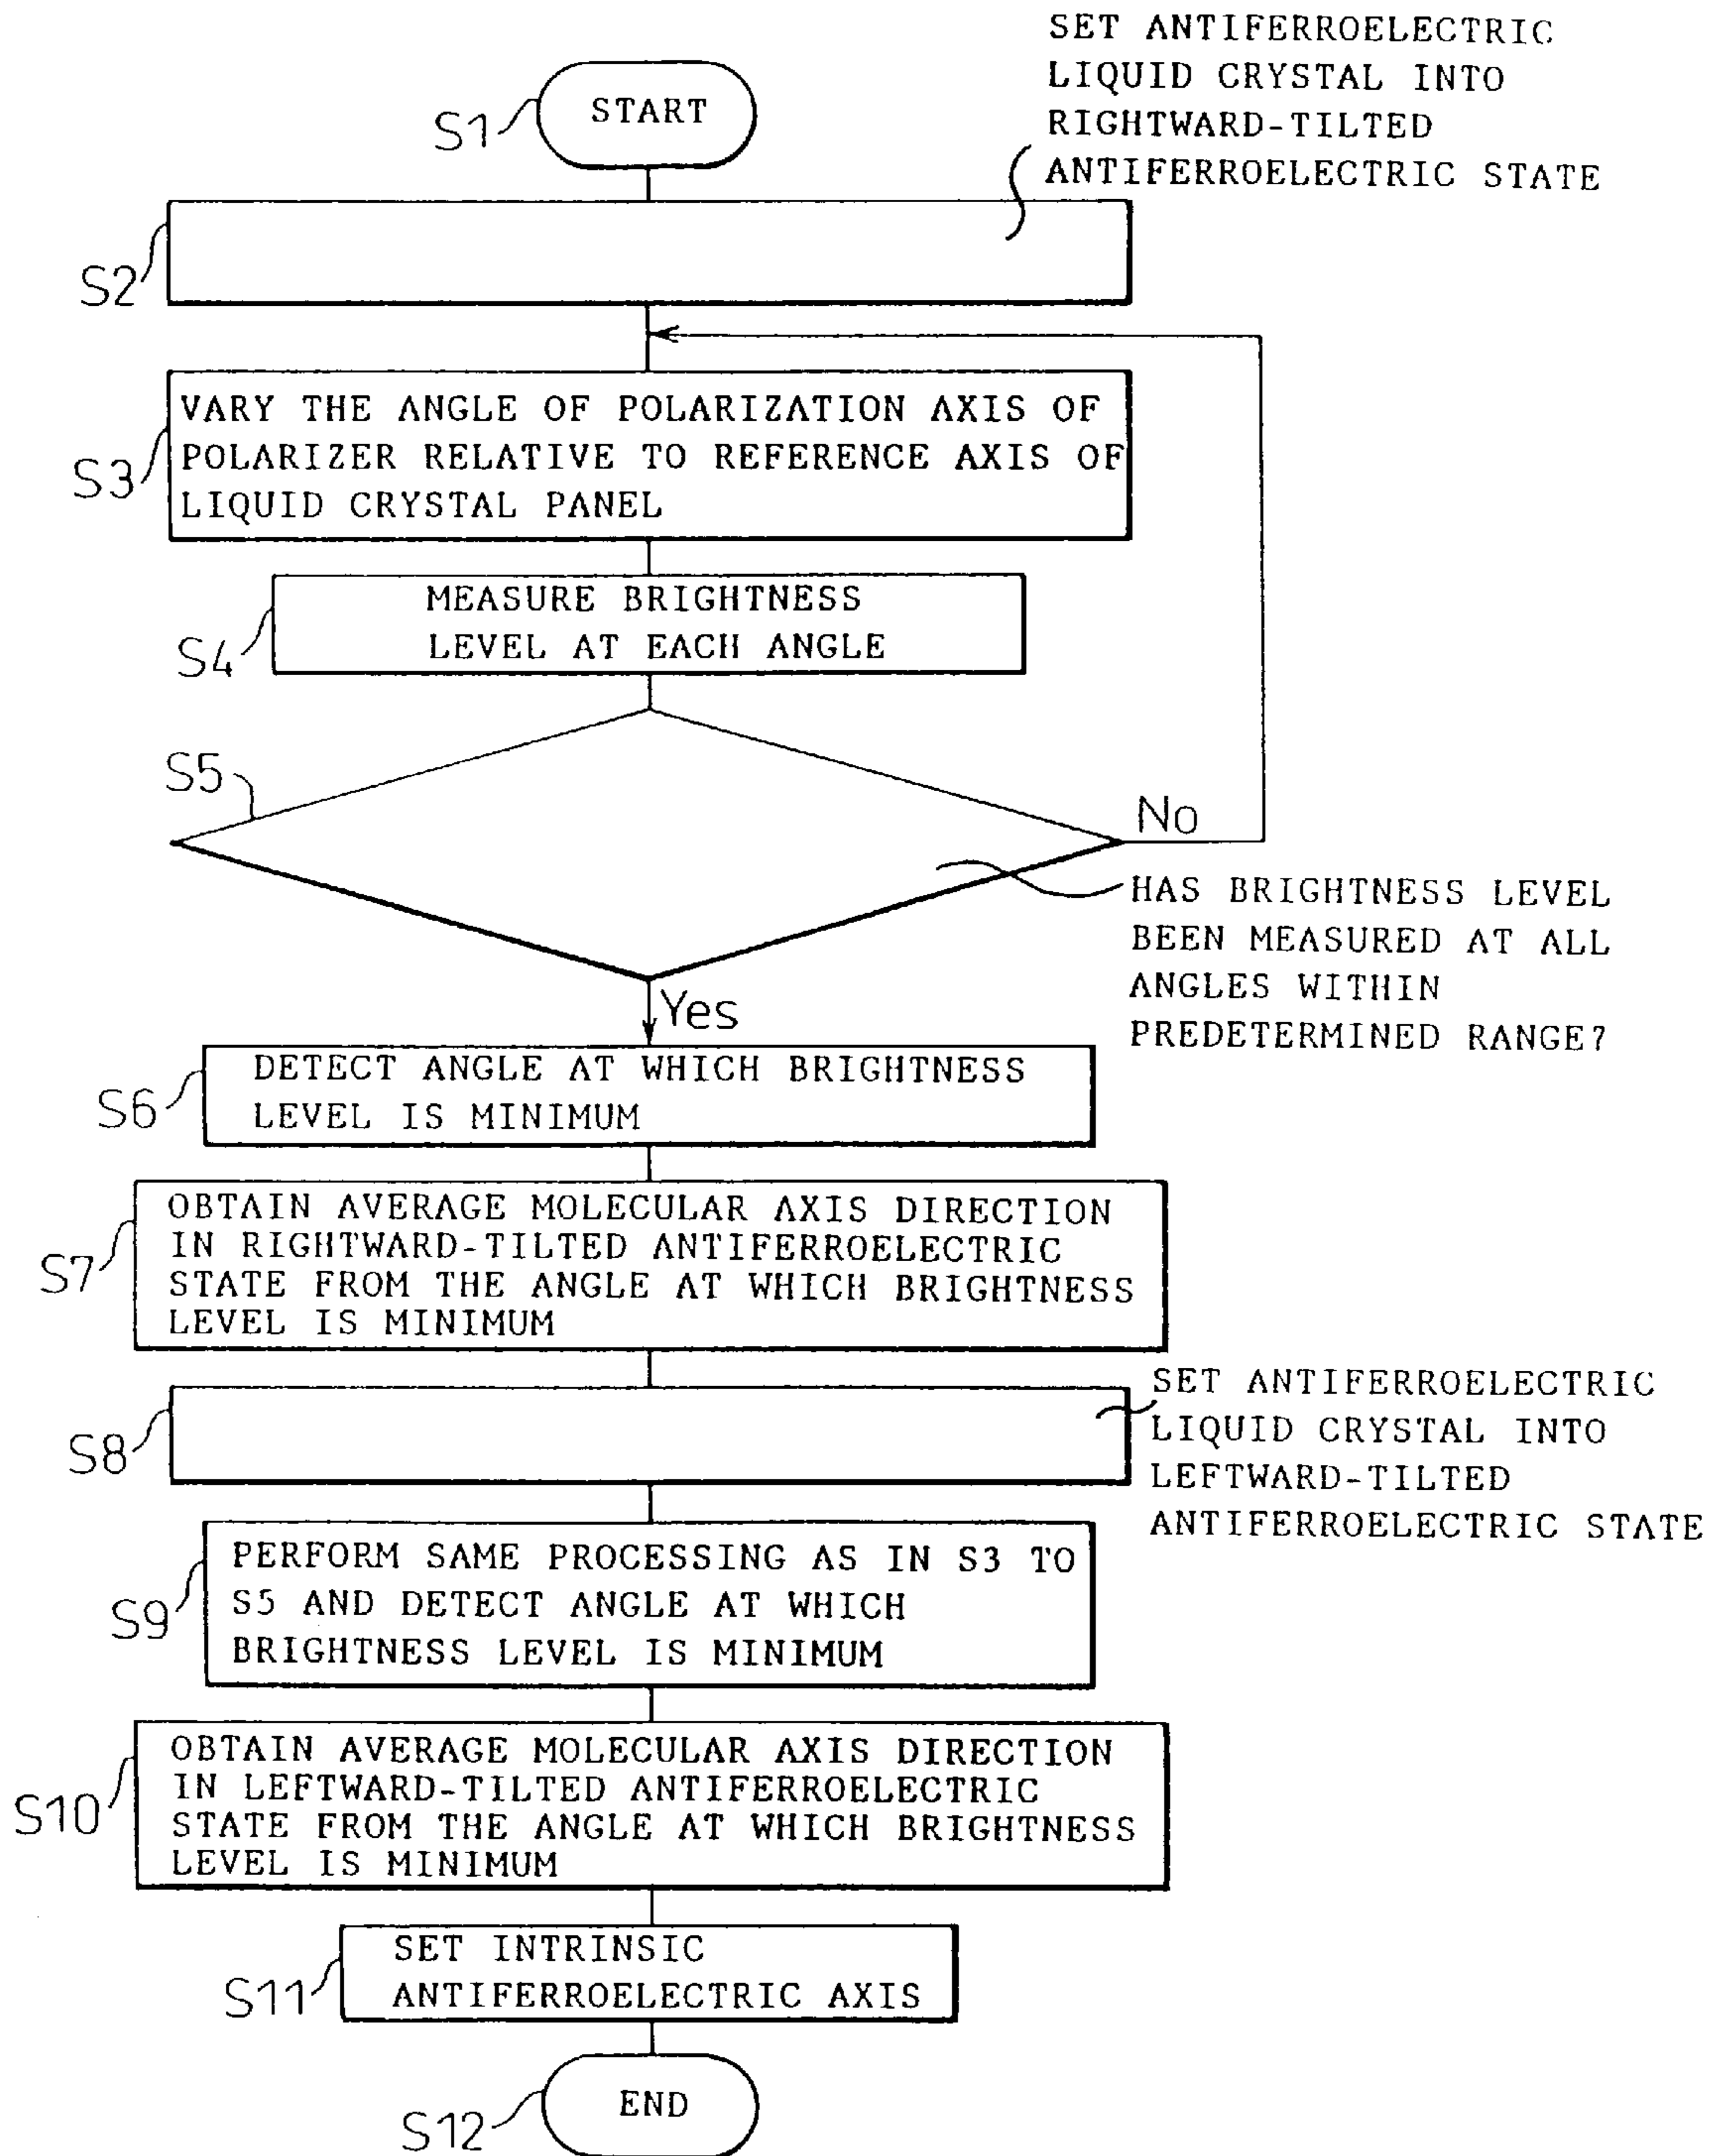 SET ANTIFERROELECTRIC
LIQUID CRYSTAL INTO
RIGHTWARD-TILTED
ANTIFERROELECTRIC STATE
S1
START
S2
S3
VARY THE ANGLE OF POLARIZATION AXIS OF
POLARIZER RELATIVE TO REFERENCE AXIS OF
LIQUID CRYSTAL PANEL
S4
MEASURE BRIGHTNESS
LEVEL AT EACH ANGLE
S5
No
HAS BRIGHTNESS LEVEL
BEEN MEASURED AT ALL
ANGLES WITHIN
PREDETERMINED RANGE?
Yes
S6
DETECT ANGLE AT WHICH BRIGHTNESS
LEVEL IS MINIMUM
S7
OBTAIN AVERAGE MOLECULAR AXIS DIRECTION
IN RIGHTWARD-TILTED ANTIFERROELECTRIC
STATE FROM THE ANGLE AT WHICH BRIGHTNESS
LEVEL IS MINIMUM
S8
SET ANTIFERROELECTRIC
LIQUID CRYSTAL INTO
LEFTWARD-TILTED
ANTIFERROELECTRIC STATE
S9
PERFORM SAME PROCESSING AS IN S3 TO
S5 AND DETECT ANGLE AT WHICH
BRIGHTNESS LEVEL IS MINIMUM
S10
OBTAIN AVERAGE MOLECULAR AXIS DIRECTION
IN LEFTWARD-TILTED ANTIFERROELECTRIC
STATE FROM THE ANGLE AT WHICH BRIGHTNESS
LEVEL IS MINIMUM
S11
SET INTRINSIC
ANTIFERROELECTRIC AXIS
S12
END